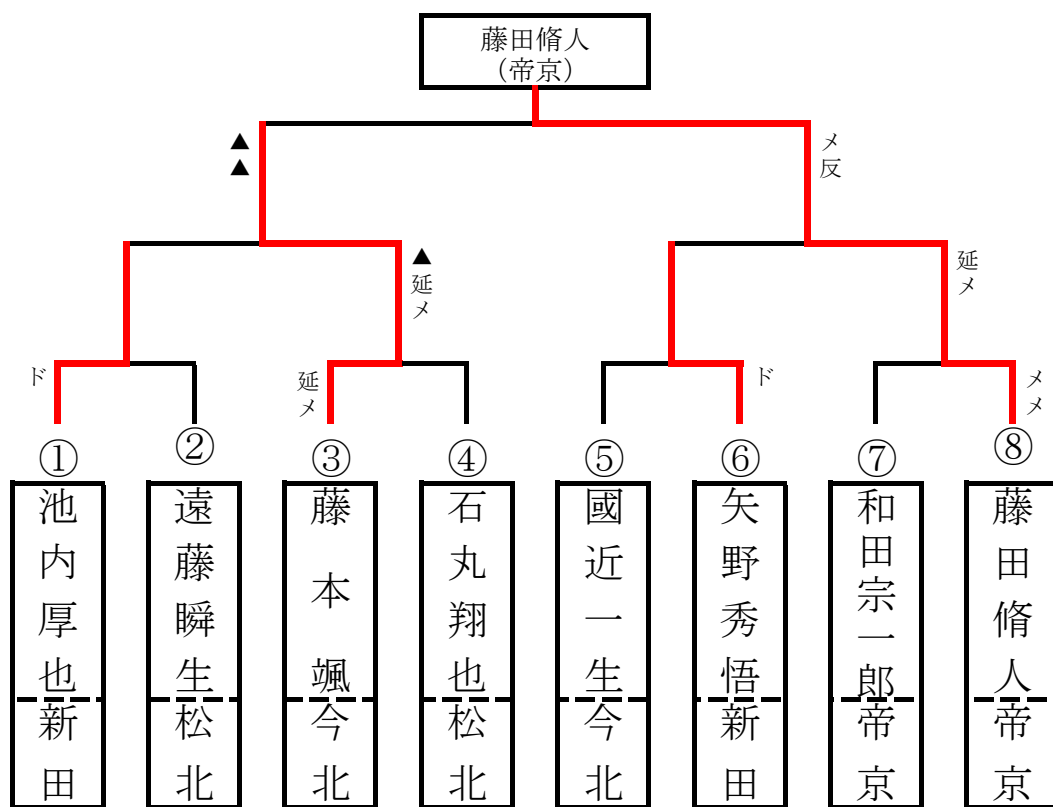 藤田脩人
（帝京）
▲▲
メ反
▲延メ
延メ
ド
延メ
ド
メメ
①
②
③
④
⑤
⑥
⑦
⑧
池内厚也
遠藤瞬生
藤本颯
石丸翔也
國近一生
矢野秀悟
和田宗一郎
藤田脩人
新田
松北
今北
松北
今北
新田
帝京
帝京